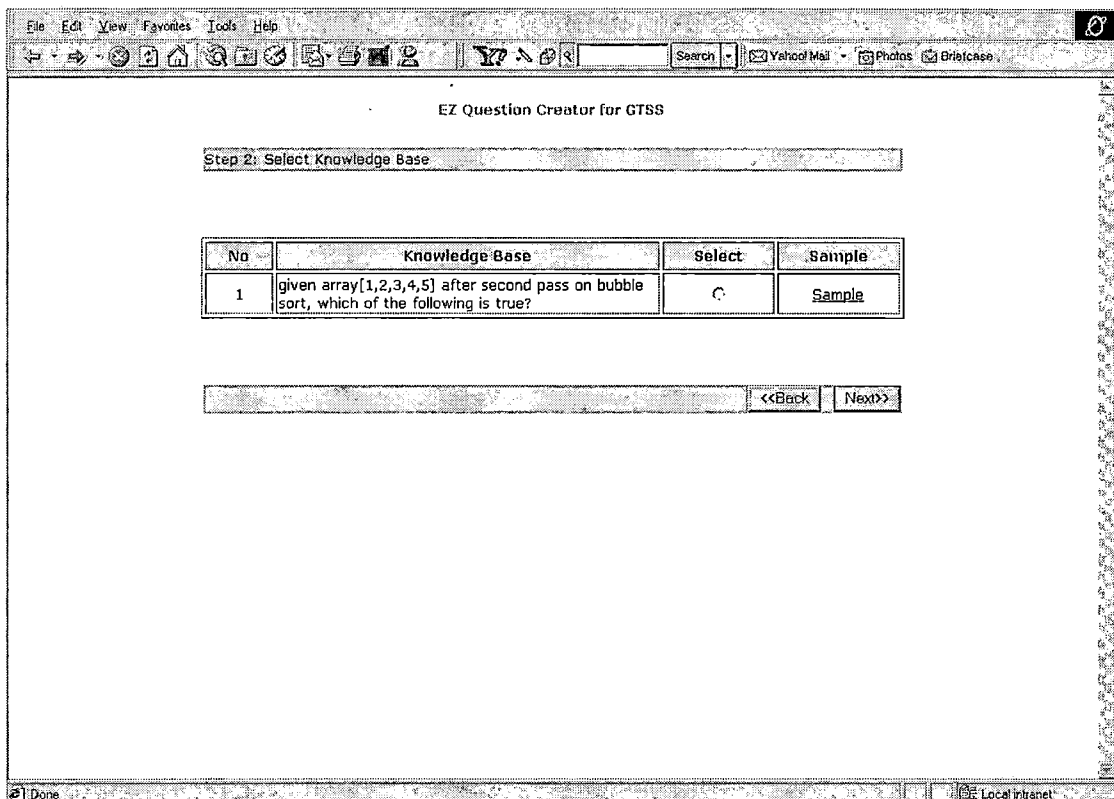 File Edit View Favorites Tools Help
Search Yahoo! Mail Photos Briefcase
EZ Question Creator for GTSS
Step 2: Select Knowledge Base
No Knowledge Base Select Sample
1 given array[1,2,3,4,5] after second pass on bubble sort, which of the following is true? Sample
<<Back Next>>
Done Local intranet